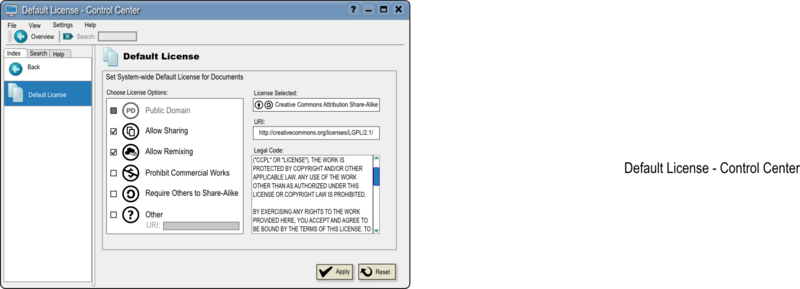 Default License - Control Center
?
File View Settings Help
Overview Search:
Index Search Help
Back
Default License
Default License
Set System-wide Default License for Documents
Choose License Options:
PD Public Domain
Allow Sharing
Allow Remixing
Prohibit Commercial Works
Require Others to Share-Alike
? Other
URI:
License Selected:
Creative Commons Attribution Share-Alike
URI:
http://creativecommons.org/licenses/LGPL/2.1/
Legal Code:
("CCPL" OR "LICENSE"). THE WORK IS
PROTECTED BY COPYRIGHT AND/OR OTHER
APPLICABLE LAW. ANY USE OF THE WORK
OTHER THAN AS AUTHORIZED UNDER THIS
LICENSE OR COPYRIGHT LAW IS PROHIBITED.
BY EXERCISING ANY RIGHTS TO THE WORK
PROVIDED HERE, YOU ACCEPT AND AGREE TO
BE BOUND BY THE TERMS OF THIS LICENSE. TO
Apply Reset
Default License - Control Center